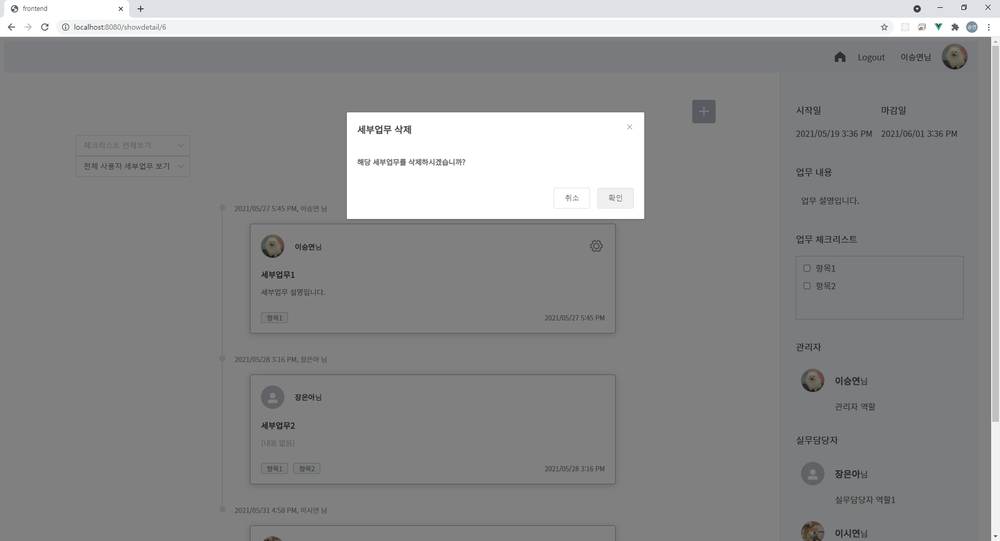 frontend
localhost:8080/showdetail/6
승연
Logout
이승연님
체크리스트 전체보기
전체 사용자 세부업무 보기
세부업무 삭제
해당 세부업무를 삭제하시겠습니까?
취소
확인
2021/05/27 5:45 PM, 이승연 님
이승연님
세부업무1
세부업무 설명입니다.
항목1
2021/05/27 5:45 PM
2021/05/28 3:16 PM, 장은아 님
장은아님
세부업무2
(내용 없음)
항목1 항목2
2021/05/28 3:16 PM
2021/05/31 4:58 PM, 이시연 님
시작일 마감일
2021/05/19 3:36 PM 2021/06/01 3:36 PM
업무 내용
업무 설명입니다.
업무 체크리스트
항목1
항목2
관리자
이승연님
관리자 역할
실무담당자
장은아님
실무담당자 역할1
이시연님